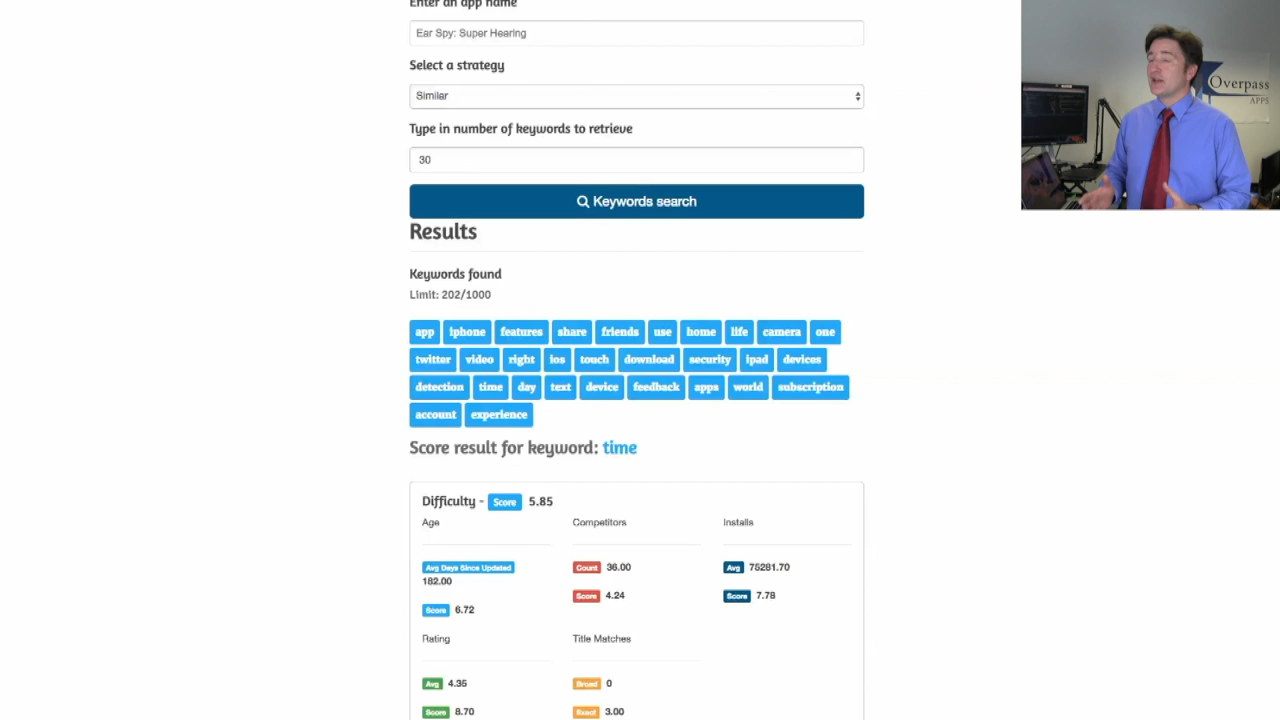 Enter an app name
Ear Spy: Super Hearing
Select a strategy
Similar
Type in number of keywords to retrieve
30
Keywords search
Results
Keywords found
Limit: 202/1000
app iphone features share friends use home life camera one
twitter video right ios touch download security ipad devices
detection time day text device feedback apps world subscription
account experience
Score result for keyword: time
Difficulty - Score 5.85
Age Competitors Installs
Avg Days Since Updated Count 36.00 Avg 75281.70
182.00
Score 4.24 Score 7.78
Score 6.72
Rating Title Matches
Avg 4.35 Broad 0
Score 8.70 Exact 3.00
Overpass
APPS